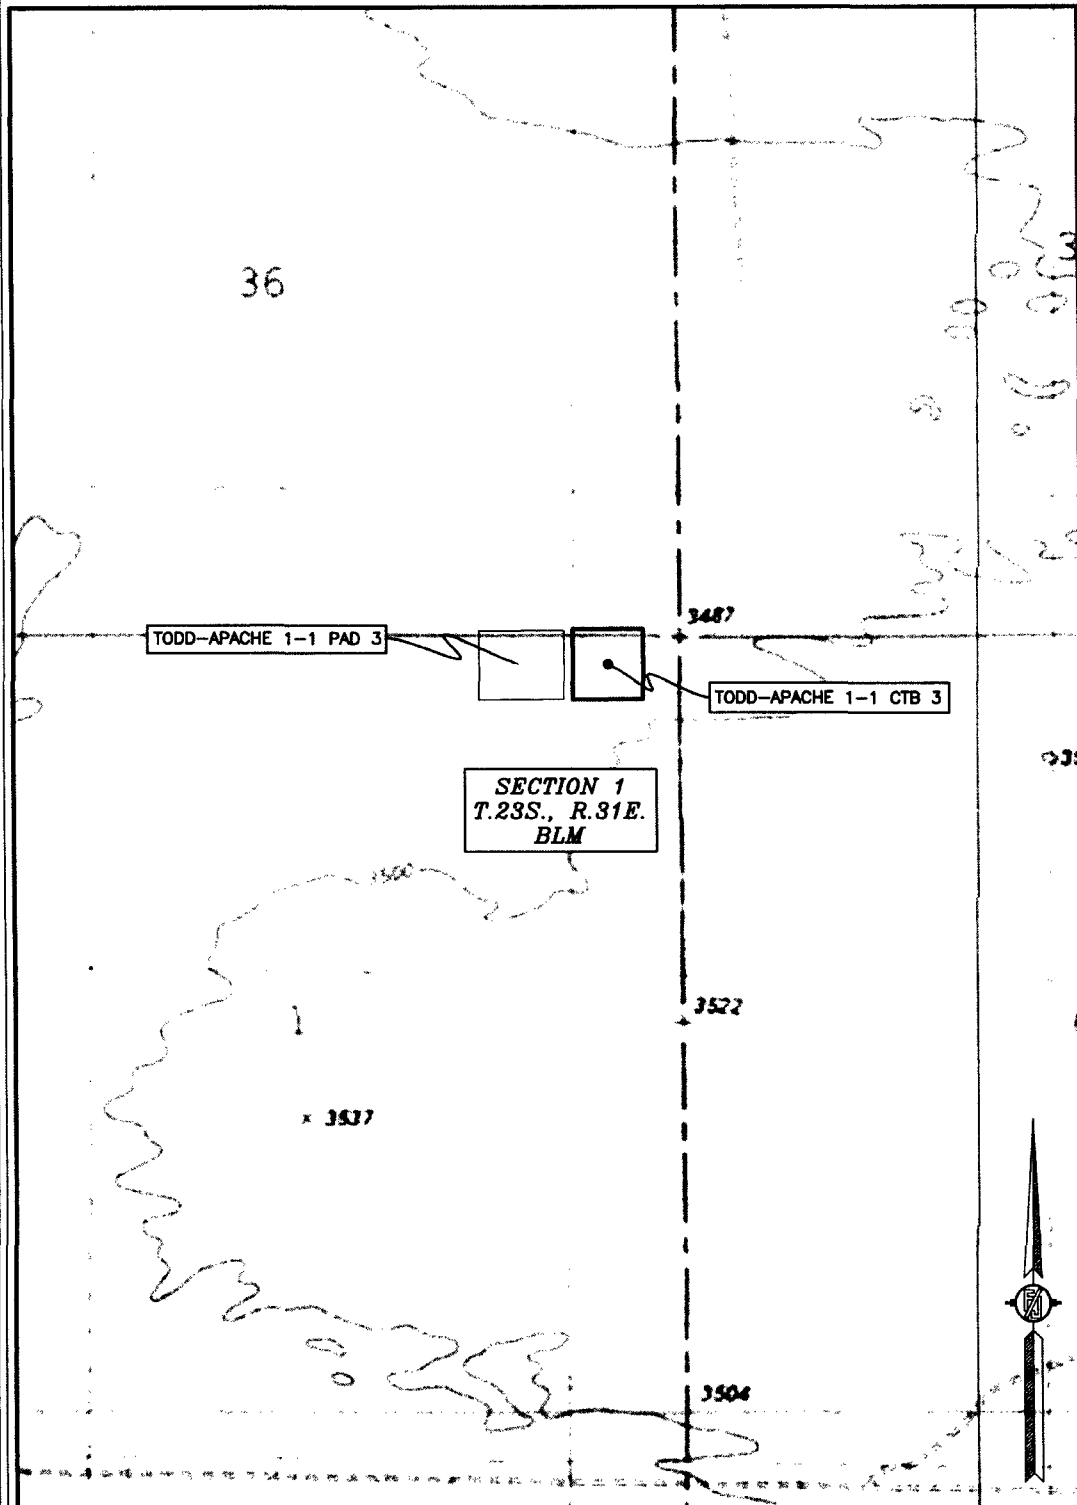 36
3487
TODD-APACHE 1-1 PAD 3
TODD-APACHE 1-1 CTB 3
SECTION 1
T.23S., R.31E.
BLM
3500
3522
1
3537
3504